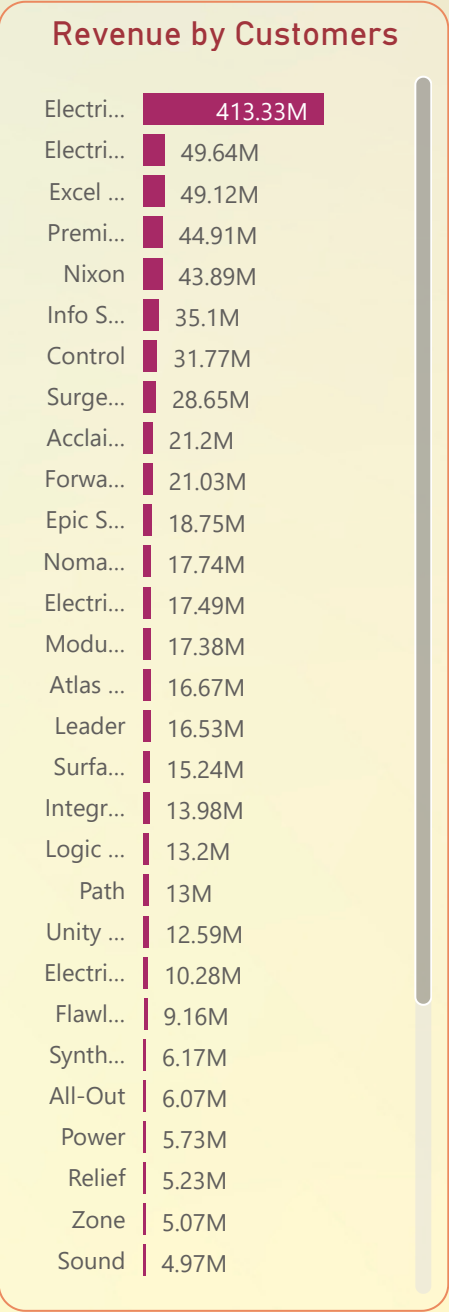 Revenue by Customers
Electri... 413.33M
Electri... 49.64M
Excel ... 49.12M
Premi... 44.91M
Nixon 43.89M
Info S... 35.1M
Control 31.77M
Surge... 28.65M
Acclai... 21.2M
Forwa... 21.03M
Epic S... 18.75M
Noma... 17.74M
Electri... 17.49M
Modu... 17.38M
Atlas ... 16.67M
Leader 16.53M
Surfa... 15.24M
Integr... 13.98M
Logic ... 13.2M
Path 13M
Unity ... 12.59M
Electri... 10.28M
Flawl... 9.16M
Synth... 6.17M
All-Out 6.07M
Power 5.73M
Relief 5.23M
Zone 5.07M
Sound 4.97M